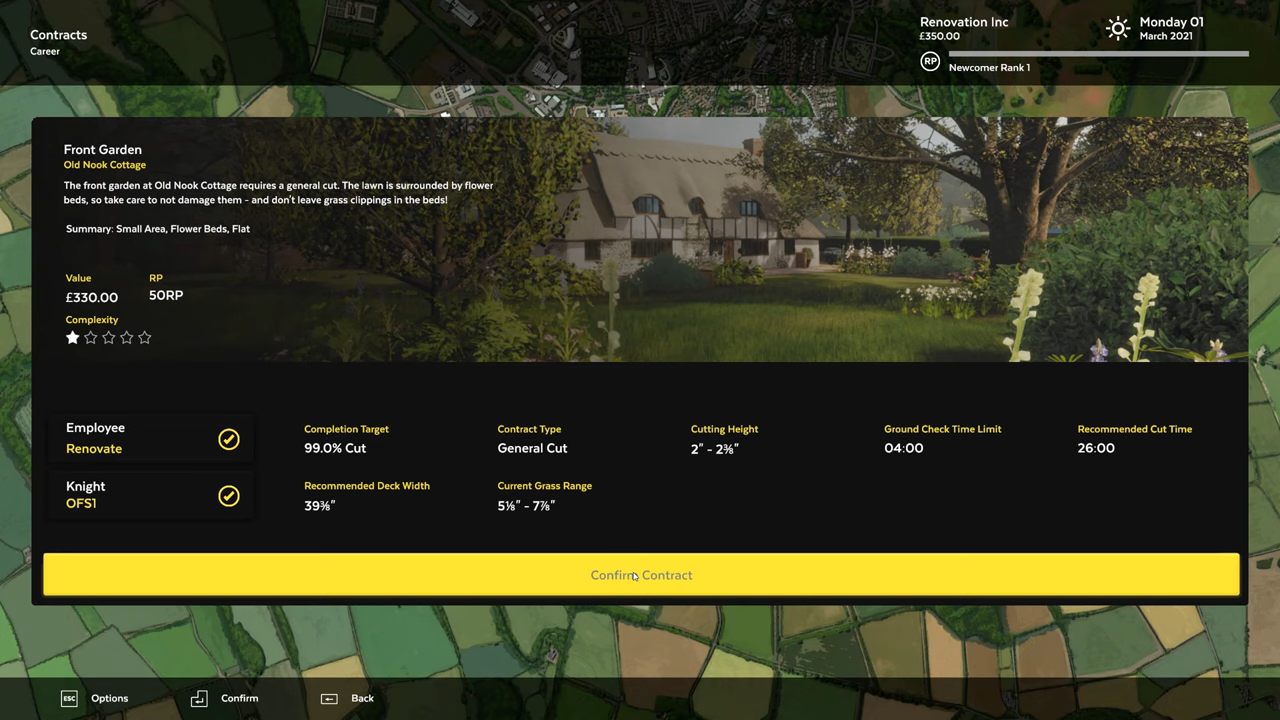 Contracts
Career
Renovation Inc
£350.00
Monday 01
March 2021
RP
Newcomer Rank 1
Front Garden
Old Nook Cottage
The front garden at Old Nook Cottage requires a general cut. The lawn is surrounded by flower
beds, so take care to not damage them - and don't leave grass clippings in the beds!
Summary: Small Area, Flower Beds, Flat
Value
£330.00
RP
50RP
Complexity
Employee
Renovate
Knight
OFS1
Completion Target
99.0% Cut
Contract Type
General Cut
Cutting Height
2" - 2⅜"
Ground Check Time Limit
04:00
Recommended Cut Time
26:00
Recommended Deck Width
39⅜"
Current Grass Range
5⅛" - 7⅞"
Confirm Contract
ESC Options
Confirm
Back